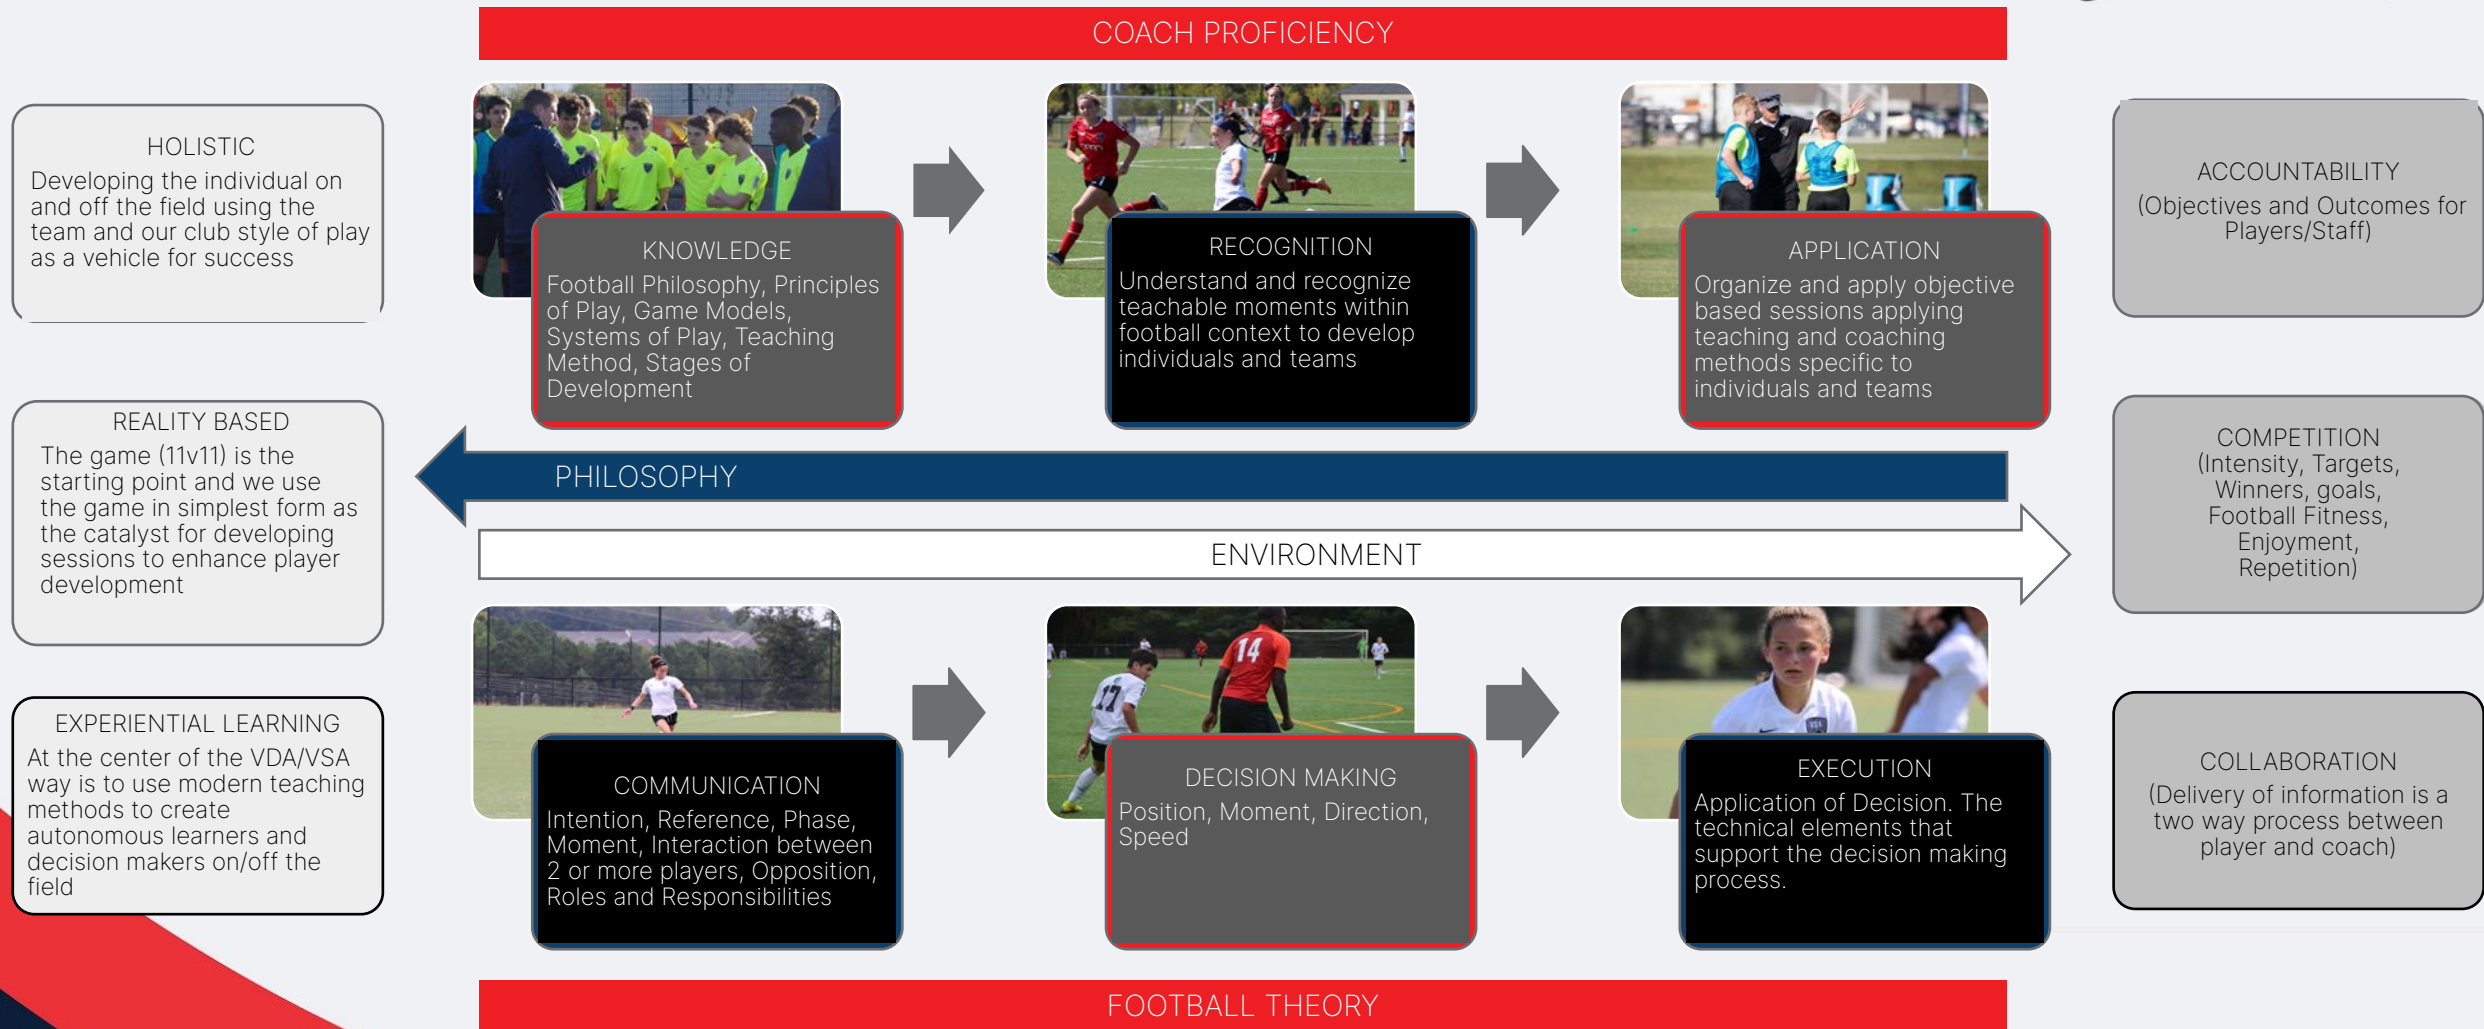 COACH PROFICIENCY
HOLISTIC
Developing the individual on
and off the field using the
team and our club style of play
as a vehicle for success
KNOWLEDGE
Football Philosophy, Principles
of Play, Game Models,
Systems of Play, Teaching
Method, Stages of
Development
RECOGNITION
Understand and recognize
teachable moments within
football context to develop
individuals and teams
APPLICATION
Organize and apply objective
based sessions applying
teaching and coaching
methods specific to
individuals and teams
ACCOUNTABILITY
(Objectives and Outcomes for
Players/Staff)
REALITY BASED
The game (11v11) is the
starting point and we use
the game in simplest form as
the catalyst for developing
sessions to enhance player
development
PHILOSOPHY
ENVIRONMENT
COMPETITION
(Intensity, Targets,
Winners, goals,
Football Fitness,
Enjoyment,
Repetition)
EXPERIENTIAL LEARNING
At the center of the VDA/VSA
way is to use modern teaching
methods to create
autonomous learners and
decision makers on/off the
field
COMMUNICATION
Intention, Reference, Phase,
Moment, Interaction between
2 or more players, Opposition,
Roles and Responsibilities
17
14
DECISION MAKING
Position, Moment, Direction,
Speed
VDA
EXECUTION
Application of Decision. The
technical elements that
support the decision making
process.
COLLABORATION
(Delivery of information is a
two way process between
player and coach)
FOOTBALL THEORY